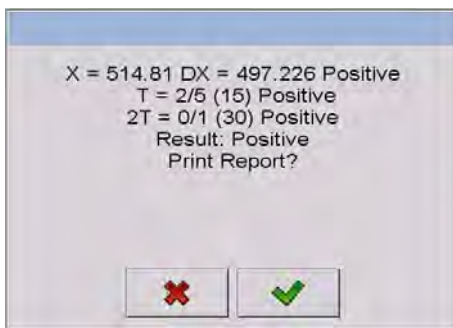 X = 514.81 DX = 497.226 Positive
T = 2/5 (15) Positive
2T = 0/1 (30) Positive
Result: Positive
Print Report?